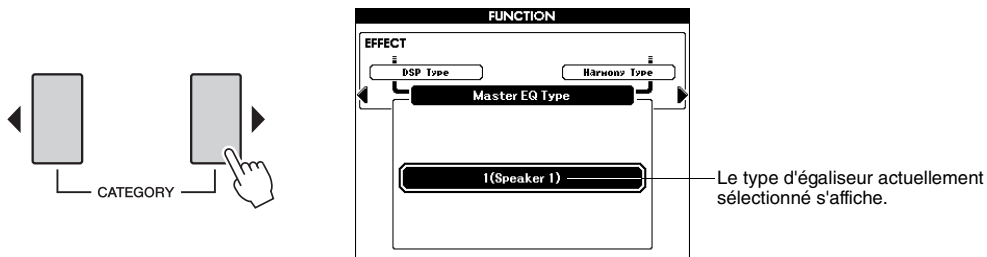 FUNCTION
EFFECT
DSP Type
Harmony Type
Master EQ Type
1(Speaker 1)
CATEGORY
Le type d'égaliseur actuellement
sélectionné s'affiche.